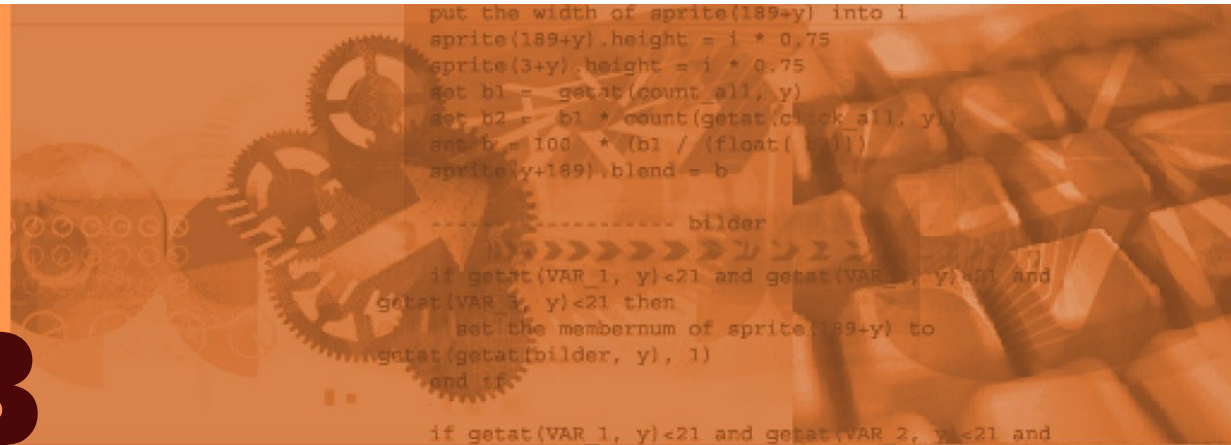 put the width of sprite(189+y) into i
sprite(189+y).height = i * 0.75
sprite(3+y).height = i * 0.75
set b1 = getat(count_all, y)
set b2 = b1 * count(getat(click_all, y))
set b = 100 * (b1 / (float( b2)))
sprite(y+189).blend = b
-------------------- bilder
if getat(VAR_1, y)<21 and getat(VAR_2, y)<21 and
getat(VAR_3, y)<21 then
set the membernum of sprite(189+y) to
getat(getat(bilder, y), 1)
end if
if getat(VAR_1, y)<21 and getat(VAR_2, y)<21 and